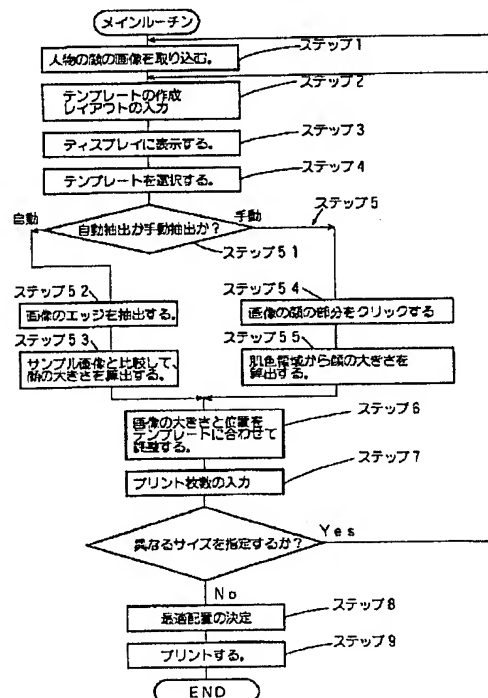 メインルーチン
ステップ1
人物の顔の画像を取り込む。
ステップ2
テンプレートの作成
レイアウトの入力
ステップ3
ディスプレイに表示する。
ステップ4
テンプレートを選択する。
自動
手動
ステップ5
自動抽出か手動抽出か?
ステップ51
ステップ52
画像のエッジを抽出する。
ステップ53
サンプル画像と比較して、
顔の大きさを算出する。
ステップ54
画像の顔の部分をクリックする
ステップ55
肌色領域から顔の大きさを
算出する。
ステップ6
画像の大きさと位置を
テンプレートに合わせて
調整する。
ステップ7
プリント枚数の入力
異なるサイズを指定するか?
Yes
No
ステップ8
最適配置の決定
ステップ9
プリントする。
END